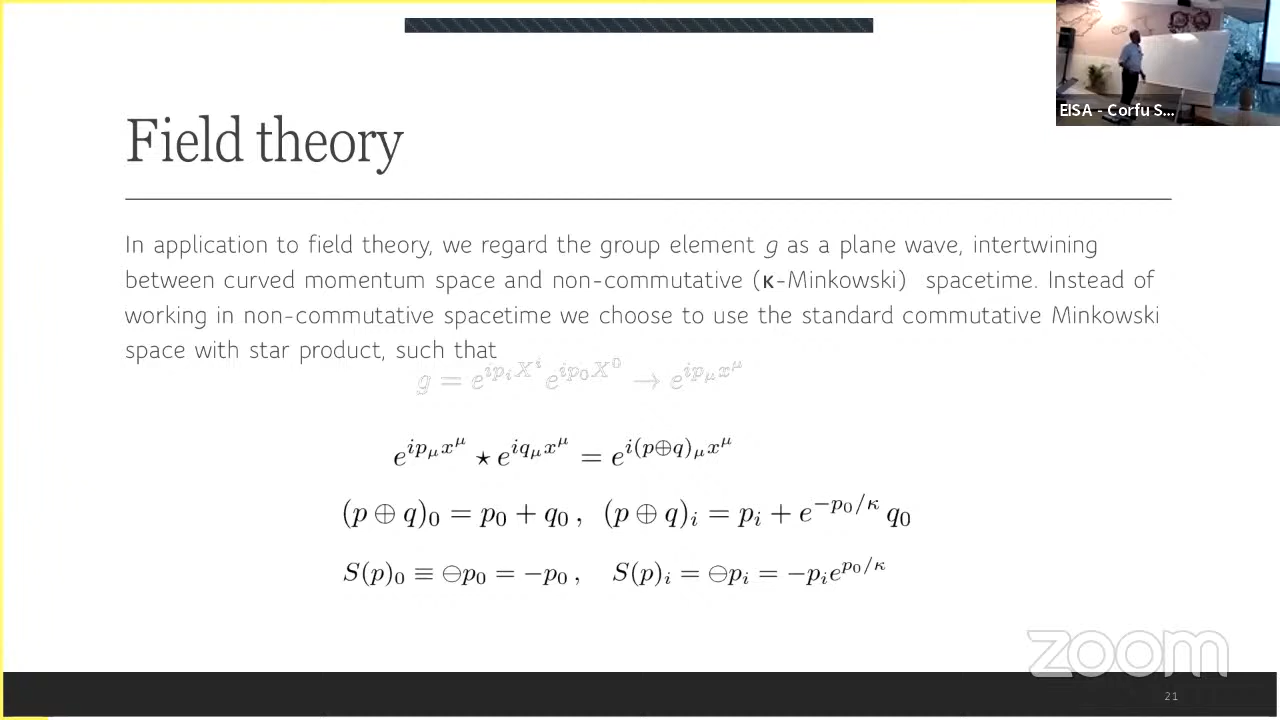 EISA - Corfu S...
Field theory
In application to field theory, we regard the group element g as a plane wave, intertwining
between curved momentum space and non-commutative (κ-Minkowski) spacetime. Instead of
working in non-commutative spacetime we choose to use the standard commutative Minkowski
space with star product, such that
g = e^{ip_i X^i} e^{ip_0 X^0} → e^{ip_μ x^μ}
e^{ip_μ x^μ} ⋆ e^{iq_μ x^μ} = e^{i(p⊕q)_μ x^μ}
(p ⊕ q)_0 = p_0 + q_0 , (p ⊕ q)_i = p_i + e^{-p_0/κ} q_0
S(p)_0 ≡ ⊖p_0 = −p_0 , S(p)_i = ⊖p_i = −p_i e^{p_0/κ}
zoom
21